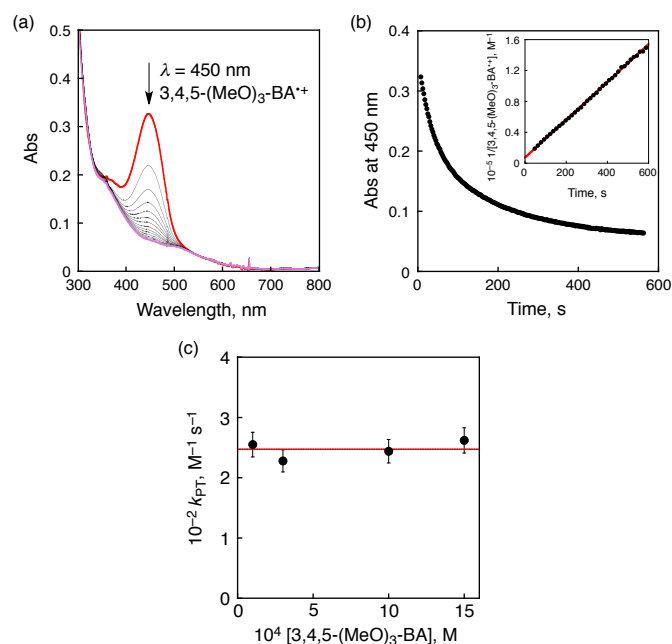 (a)
0.5
0.4
0.3
0.2
0.1
0
Abs
λ = 450 nm
3,4,5-(MeO)₃-BA•⁺
300 400 500 600 700 800
Wavelength, nm
(b)
0.4
0.3
0.2
0.1
0
Abs at 450 nm
0 200 400 600
Time, s
1.6
1.2
0.8
0.4
0
10⁻⁵ 1/[3,4,5-(MeO)₃-BA•⁺], M⁻¹
0 100 200 300 400 500 600
Time, s
(c)
4
3
2
1
0
10⁻² k_PT, M⁻¹ s⁻¹
0 5 10 15
10⁴ [3,4,5-(MeO)₃-BA], M